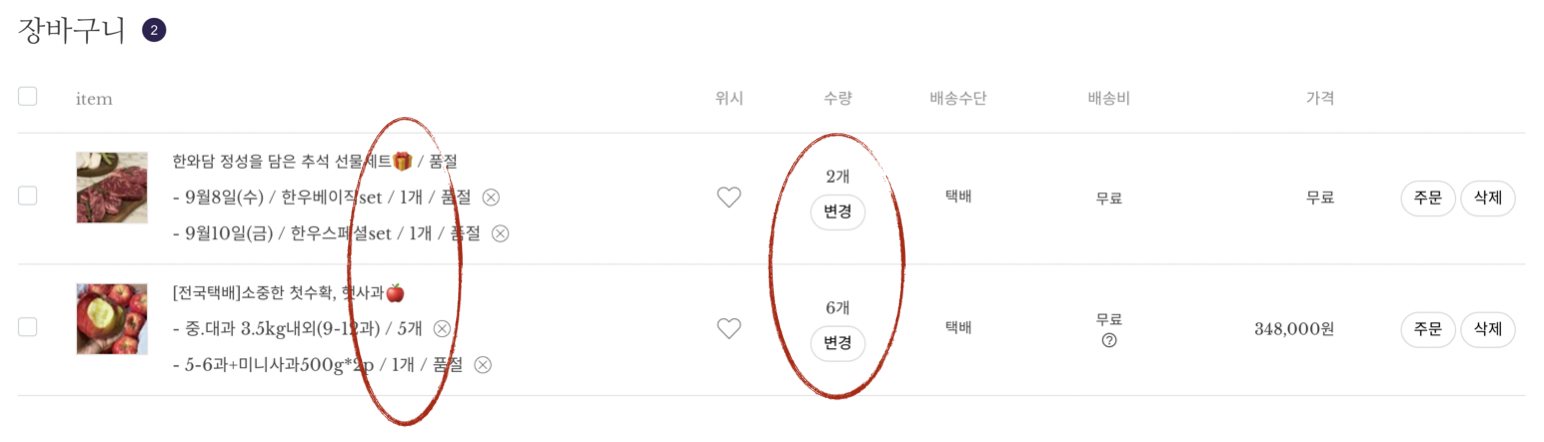 장바구니 2
item 위시 수량 배송수단 배송비 가격
한와담 정성을 담은 추석 선물세트🎁 / 품절
- 9월8일(수) / 한우베이직set / 1개 / 품절
- 9월10일(금) / 한우스페셜set / 1개 / 품절
2개
변경
택배
무료
무료
주문 삭제
[전국택배]소중한 첫수확, 햇사과🍎
- 중.대과 3.5kg내외(9-12과) / 5개
- 5-6과+미니사과500g*2p / 1개 / 품절
6개
변경
택배
무료
?
348,000원
주문 삭제